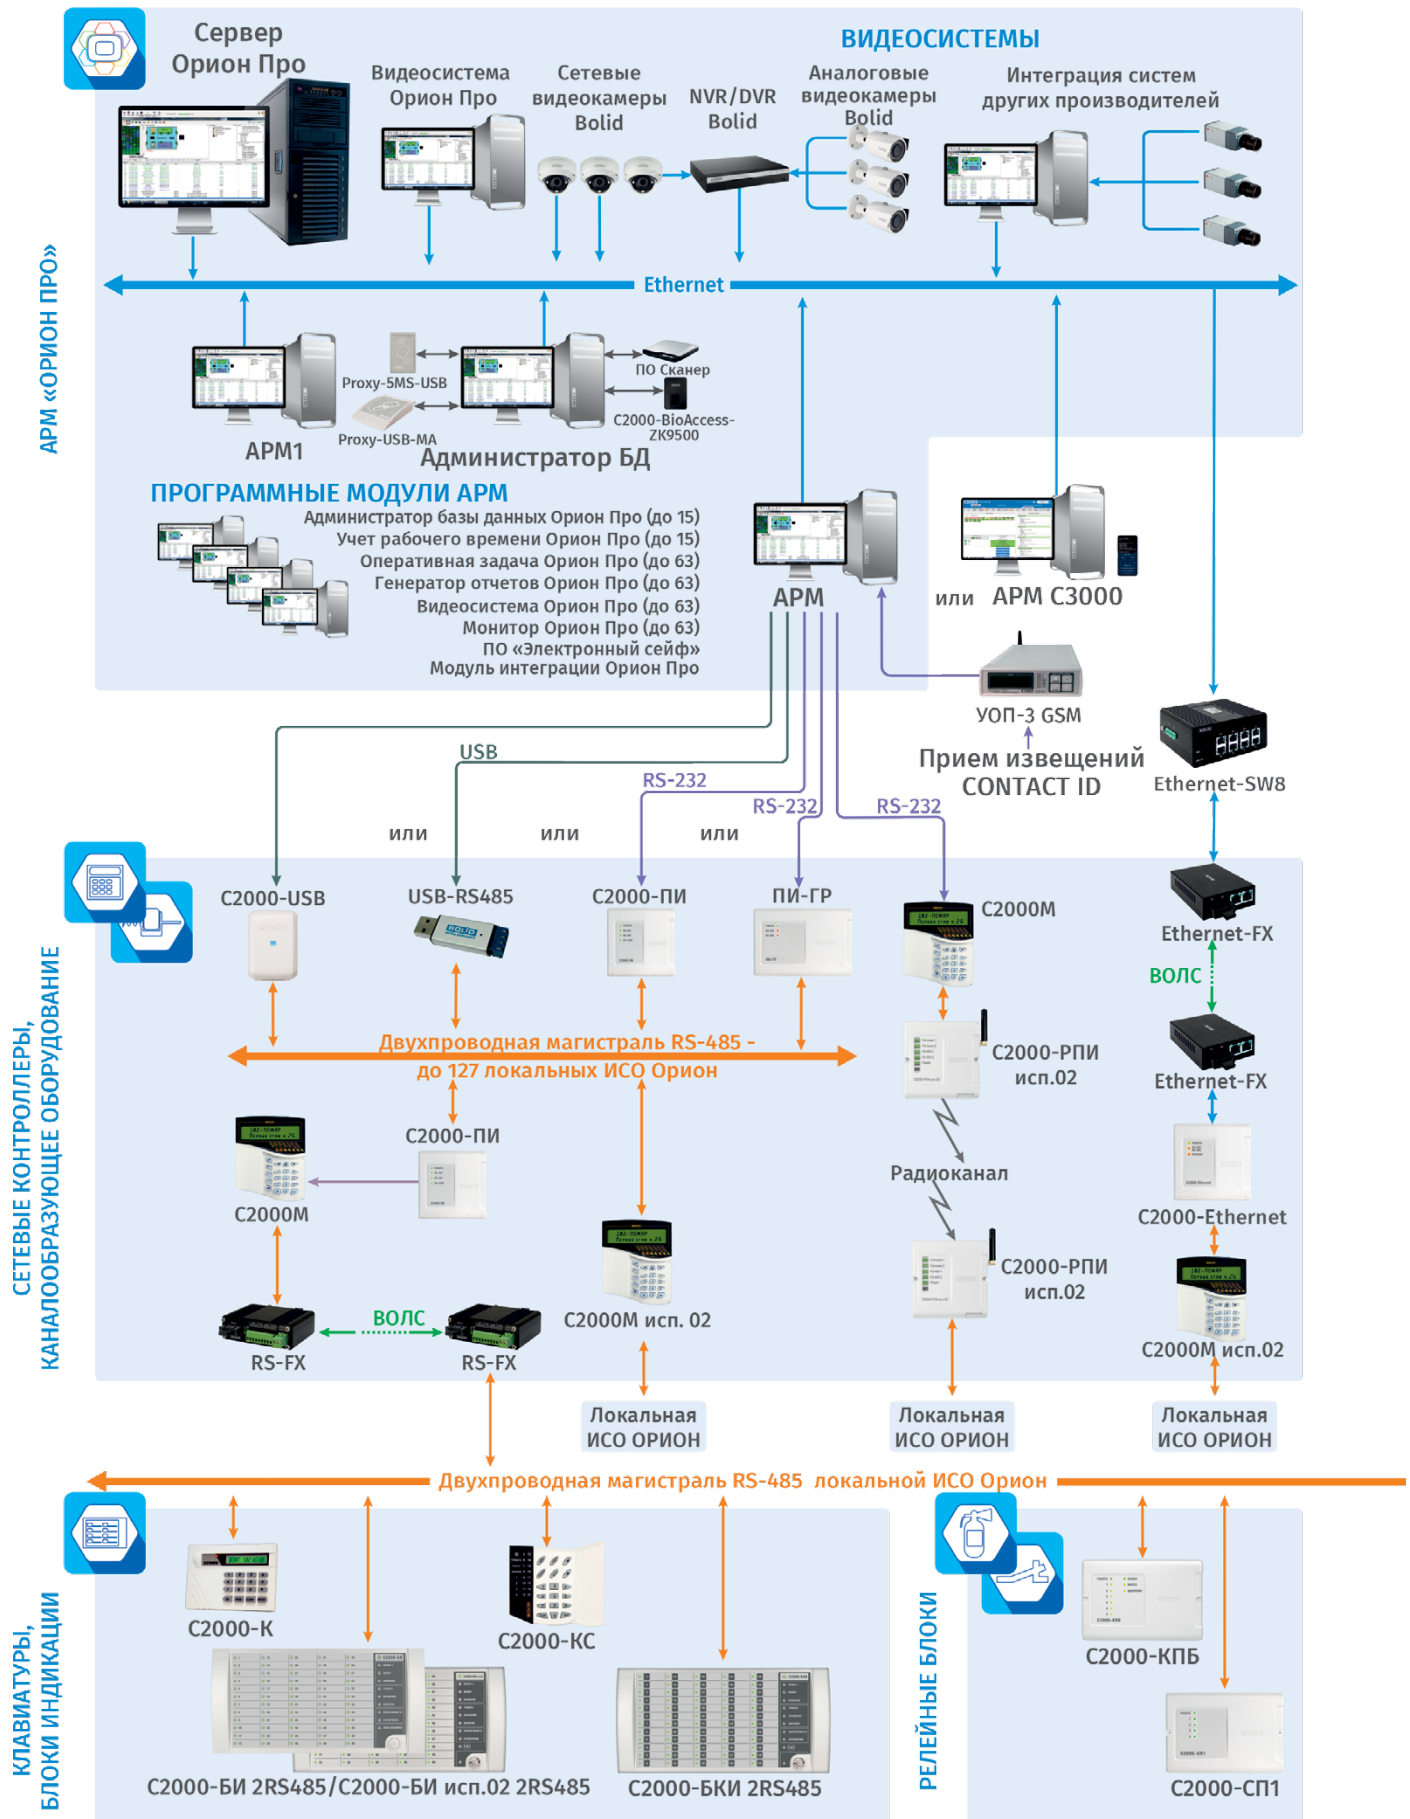 Сервер
Орион Про
ВИДЕОСИСТЕМЫ
Видеосистема
Орион Про
Сетевые
видеокамеры
Bolid
NVR/DVR
Bolid
Аналоговые
видеокамеры
Bolid
Интеграция систем
других производителей
Ethernet
АРМ «ОРИОН ПРО»
АРМ1
Proxy-5MS-USB
Proxy-USB-MA
ПО Сканер
C2000-BioAccess-
ZK9500
Администратор БД
ПРОГРАММНЫЕ МОДУЛИ АРМ
Администратор базы данных Орион Про (до 15)
Учет рабочего времени Орион Про (до 15)
Оперативная задача Орион Про (до 63)
Генератор отчетов Орион Про (до 63)
Видеосистема Орион Про (до 63)
Монитор Орион Про (до 63)
ПО «Электронный сейф»
Модуль интеграции Орион Про
АРМ
или
АРМ С3000
УОП-3 GSM
Прием извещений
CONTACT ID
Ethernet-SW8
USB
RS-232
RS-232
RS-232
или
или
или
СЕТЕВЫЕ КОНТРОЛЛЕРЫ,
КАНАЛООБРАЗУЮЩЕЕ ОБОРУДОВАНИЕ
С2000-USB
USB-RS485
С2000-ПИ
ПИ-ГР
С2000М
Ethernet-FX
ВОЛС
Ethernet-FX
BOLID
Двухпроводная магистраль RS-485 -
до 127 локальных ИСО Орион
С2000-РПИ
исп.02
С2000-ПИ
С2000М
Радиоканал
С2000-Ethernet
С2000-РПИ
исп.02
С2000М исп. 02
С2000М исп.02
RS-FX
ВОЛС
RS-FX
Локальная
ИСО ОРИОН
Локальная
ИСО ОРИОН
Локальная
ИСО ОРИОН
Двухпроводная магистраль RS-485 локальной ИСО Орион
КЛАВИАТУРЫ,
БЛОКИ ИНДИКАЦИИ
С2000-К
С2000-КС
С2000-БИ 2RS485/С2000-БИ исп.02 2RS485
С2000-БКИ 2RS485
РЕЛЕЙНЫЕ БЛОКИ
С2000-КПБ
С2000-СП1